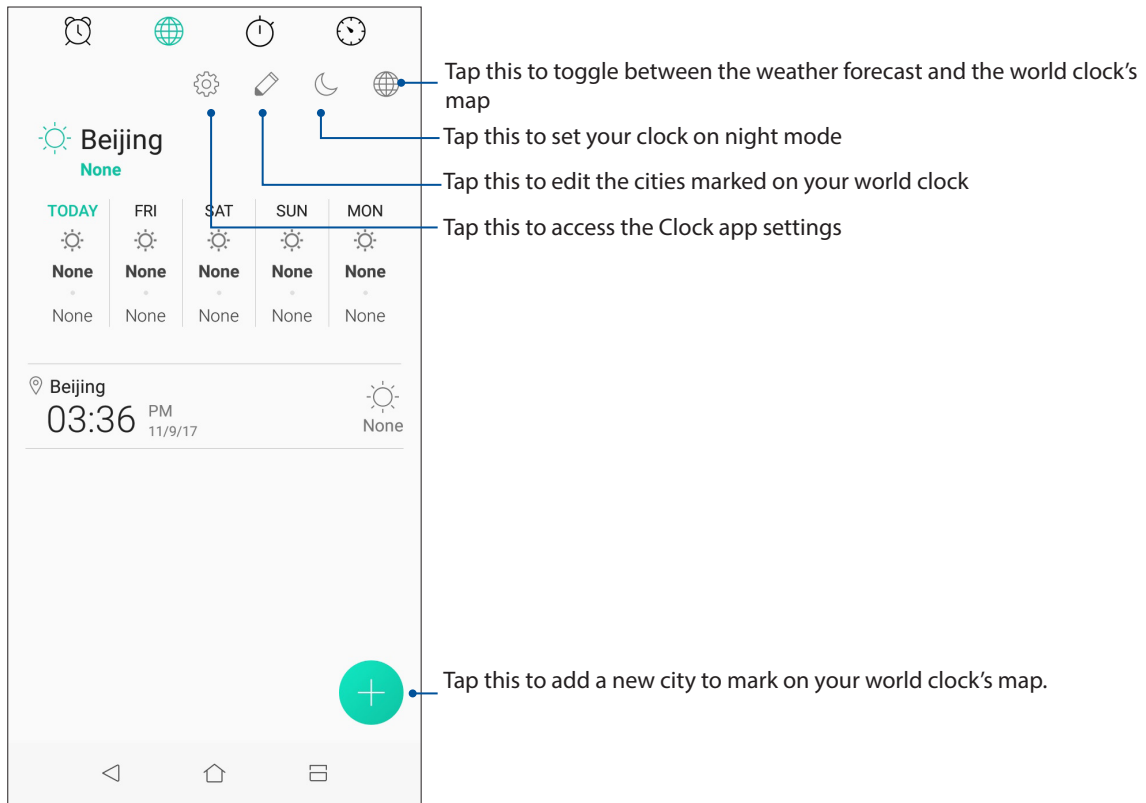 Tap this to toggle between the weather forecast and the world clock's
map
Tap this to set your clock on night mode
Tap this to edit the cities marked on your world clock
Tap this to access the Clock app settings
Beijing
None
TODAY FRI SAT SUN MON
None None None None None
None None None None None
Beijing
03:36 PM
11/9/17
None
Tap this to add a new city to mark on your world clock's map.